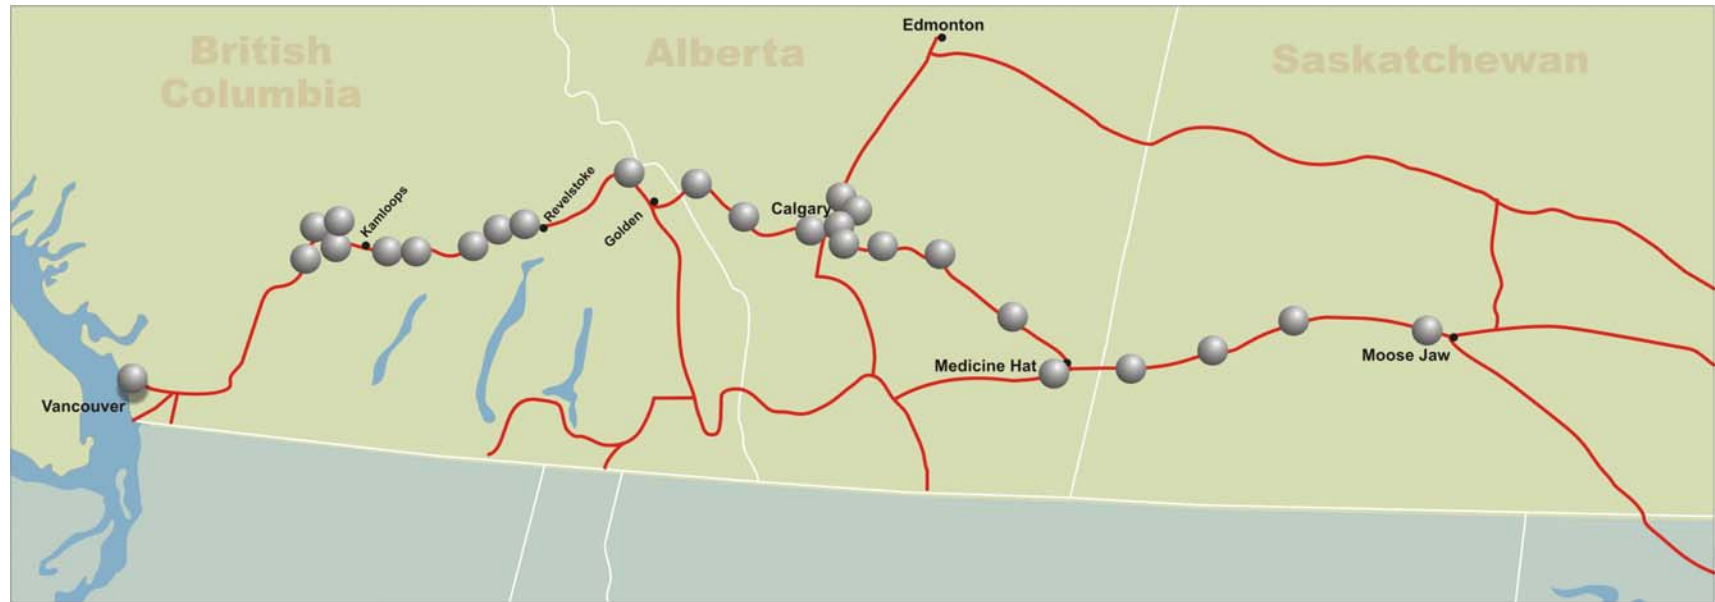 Edmonton
British
Columbia
Alberta
Saskatchewan
Kamloops
Revelstoke
Golden
Calgary
Medicine Hat
Moose Jaw
Vancouver